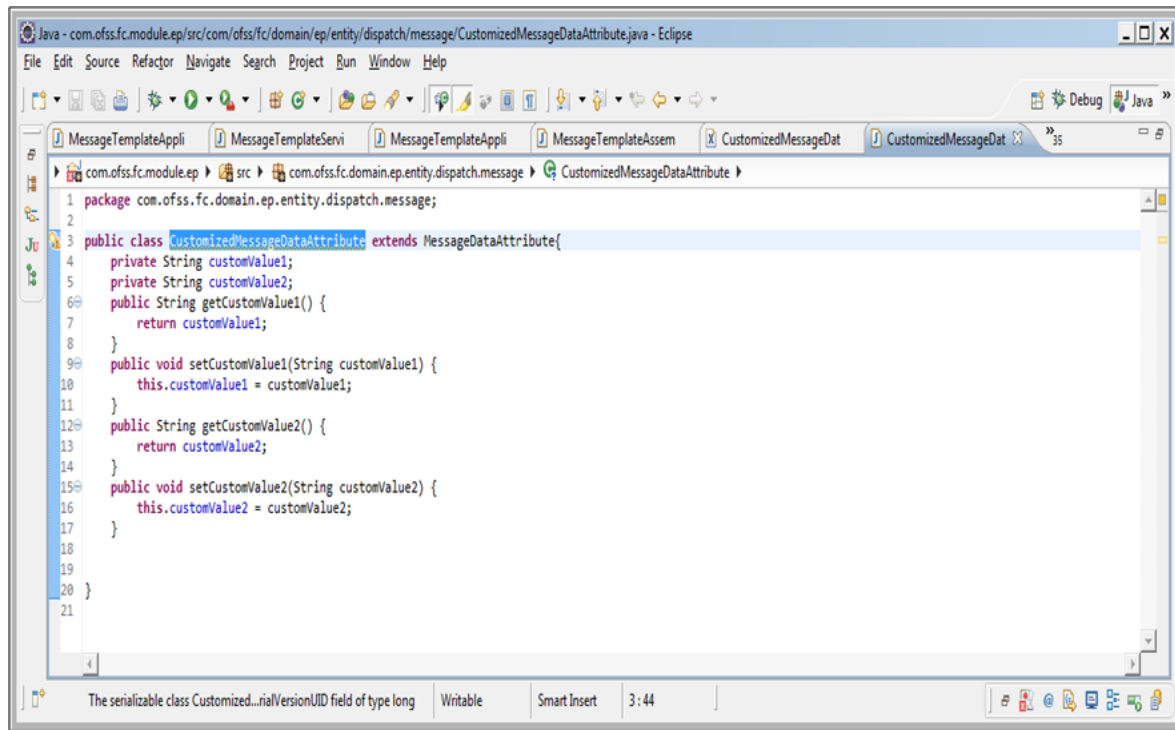 Java - com.ofss.fc.module.ep/src/com/ofss/fc/domain/ep/entity/dispatch/message/CustomizedMessageDataAttribute.java - Eclipse
File Edit Source Refactor Navigate Search Project Run Window Help
Debug Java »
MessageTemplateAppli MessageTemplateServi MessageTemplateAppli MessageTemplateAssem CustomizedMessageDat CustomizedMessageDat »35
com.ofss.fc.module.ep src com.ofss.fc.domain.ep.entity.dispatch.message CustomizedMessageDataAttribute
1 package com.ofss.fc.domain.ep.entity.dispatch.message;
2
3 public class CustomizedMessageDataAttribute extends MessageDataAttribute{
4 private String customValue1;
5 private String customValue2;
6 public String getCustomValue1() {
7 return customValue1;
8 }
9 public void setCustomValue1(String customValue1) {
10 this.customValue1 = customValue1;
11 }
12 public String getCustomValue2() {
13 return customValue2;
14 }
15 public void setCustomValue2(String customValue2) {
16 this.customValue2 = customValue2;
17 }
18
19
20 }
21
The serializable class Customized...rialVersionUID field of type long Writable Smart Insert 3 : 44